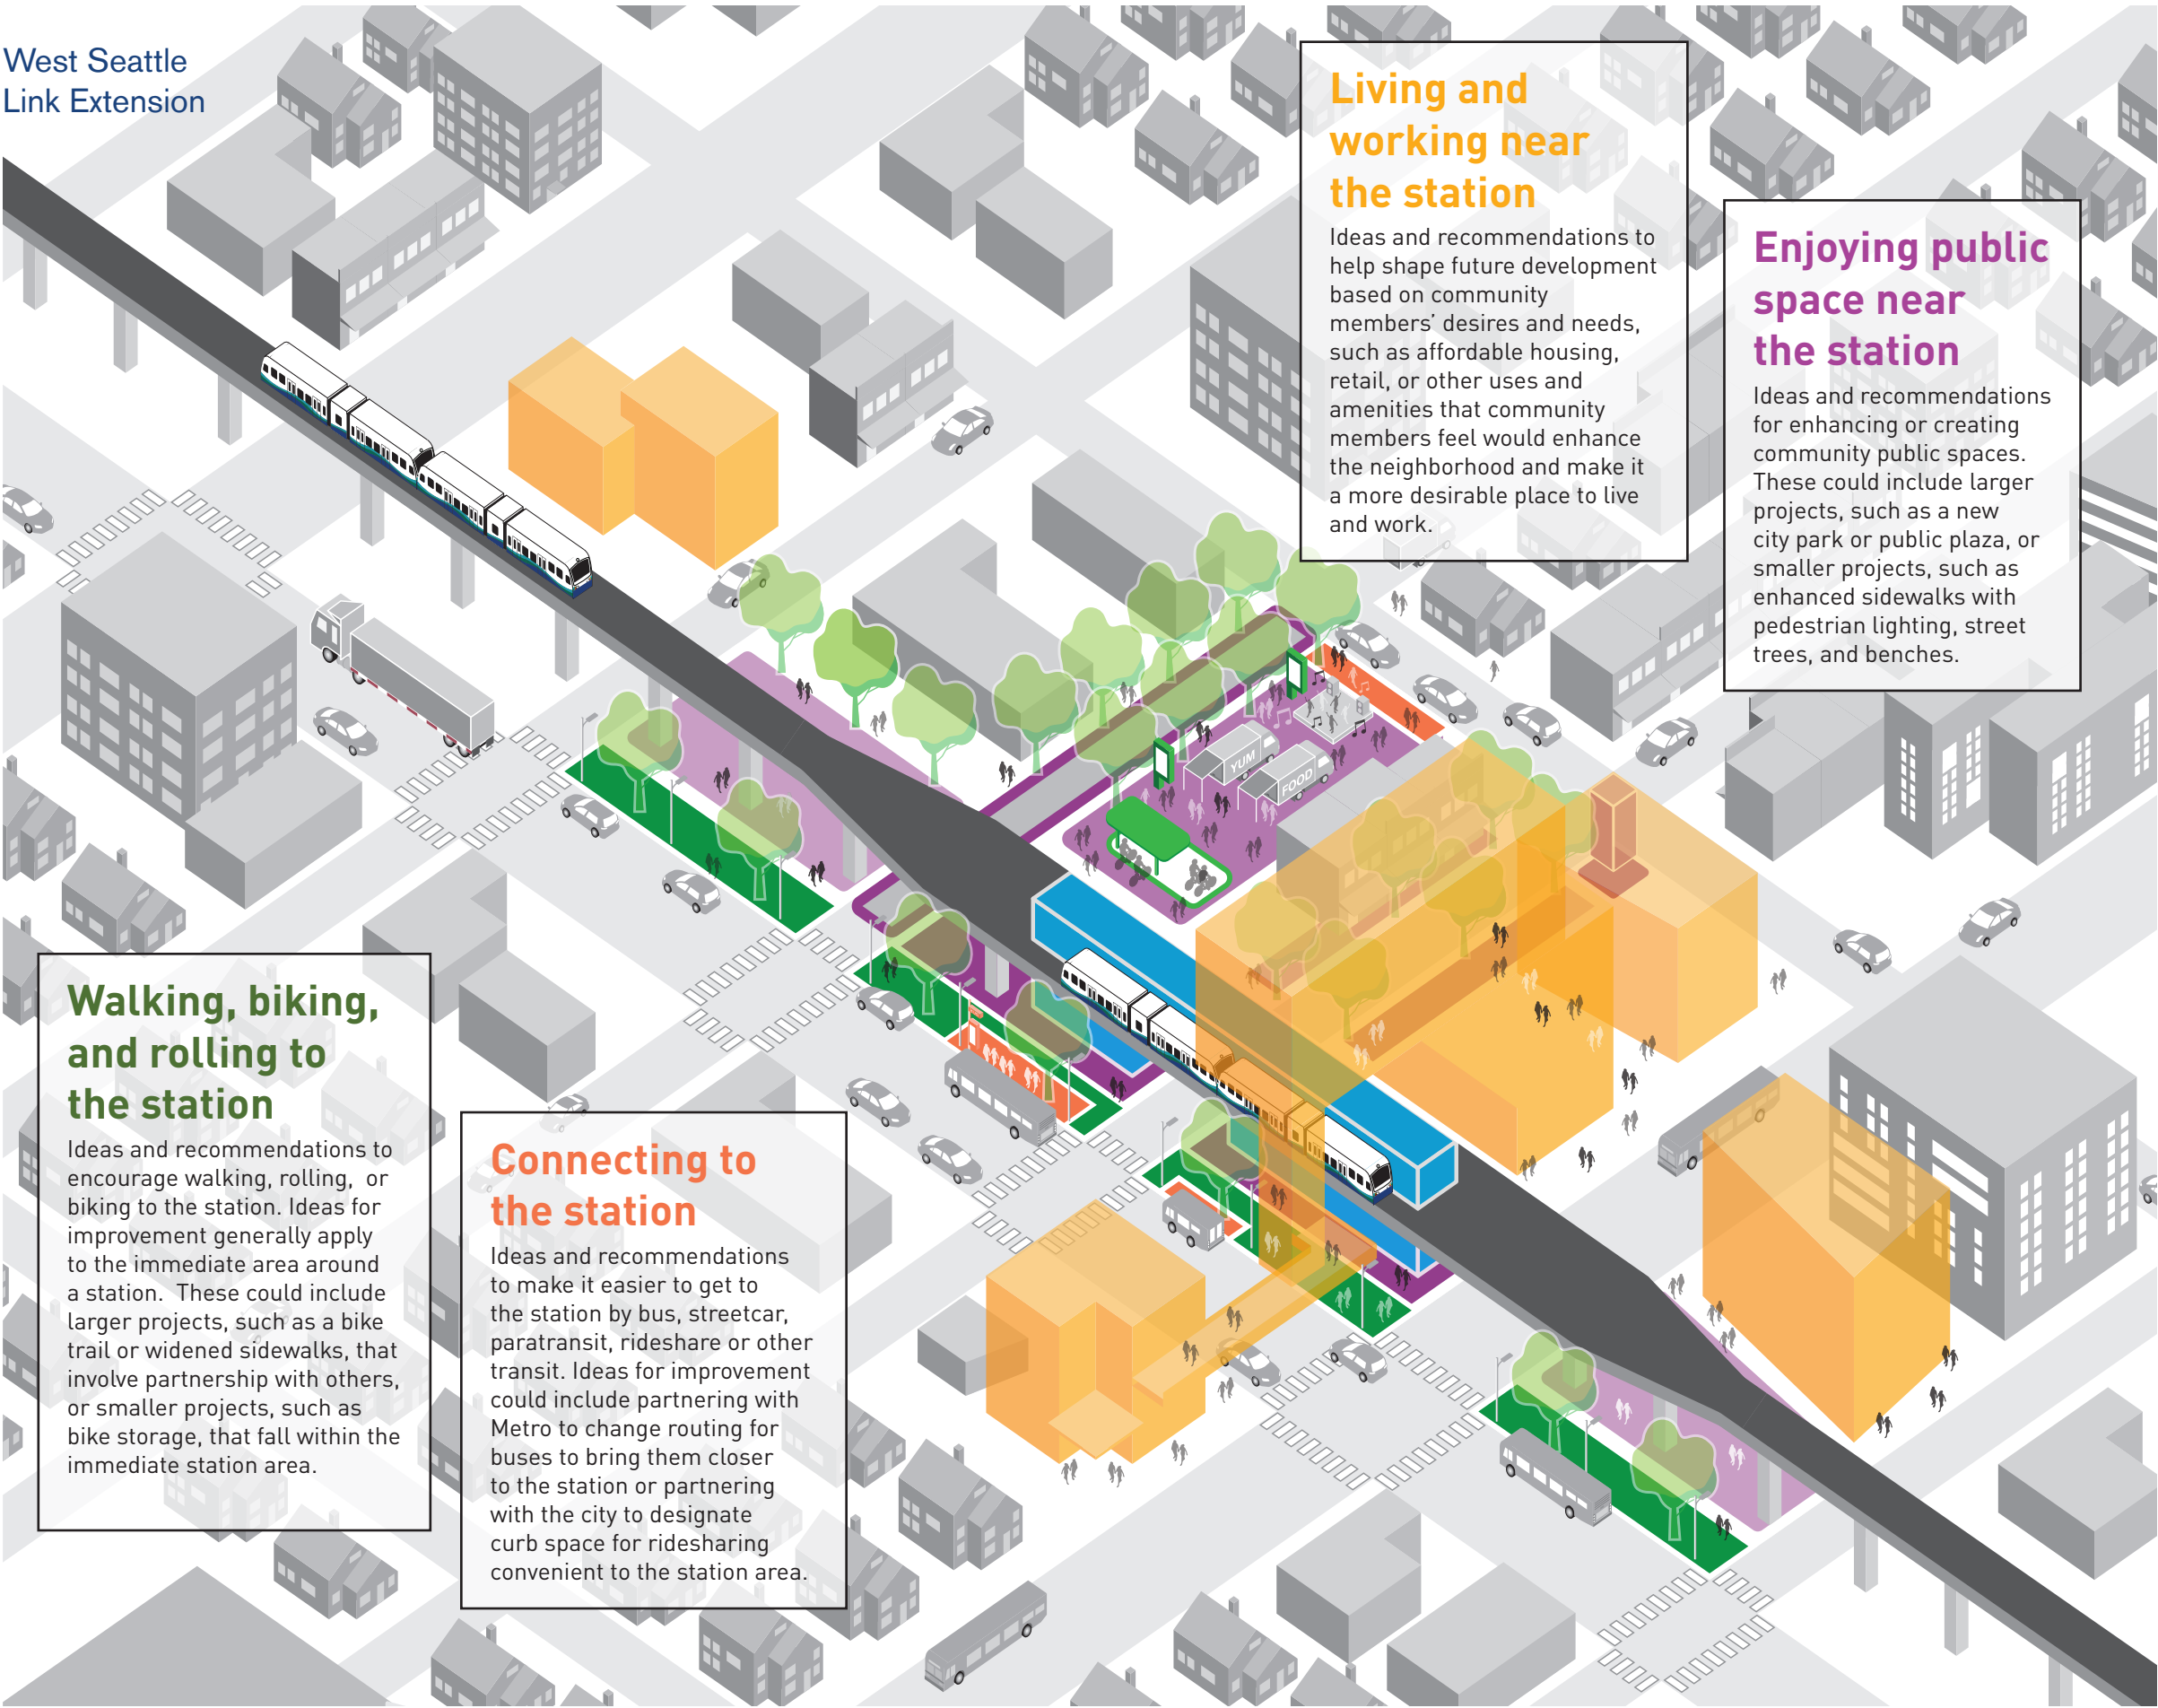 West Seattle
Link Extension
Living and
working near
the station
Ideas and recommendations to
help shape future development
based on community
members’ desires and needs,
such as affordable housing,
retail, or other uses and
amenities that community
members feel would enhance
the neighborhood and make it
a more desirable place to live
and work.
Enjoying public
space near
the station
Ideas and recommendations
for enhancing or creating
community public spaces.
These could include larger
projects, such as a new
city park or public plaza, or
smaller projects, such as
enhanced sidewalks with
pedestrian lighting, street
trees, and benches.
YUM
FOOD
Walking, biking,
and rolling to
the station
Ideas and recommendations to
encourage walking, rolling, or
biking to the station. Ideas for
improvement generally apply
to the immediate area around
a station. These could include
larger projects, such as a bike
trail or widened sidewalks, that
involve partnership with others,
or smaller projects, such as
bike storage, that fall within the
immediate station area.
Connecting to
the station
Ideas and recommendations
to make it easier to get to
the station by bus, streetcar,
paratransit, rideshare or other
transit. Ideas for improvement
could include partnering with
Metro to change routing for
buses to bring them closer
to the station or partnering
with the city to designate
curb space for ridesharing
convenient to the station area.